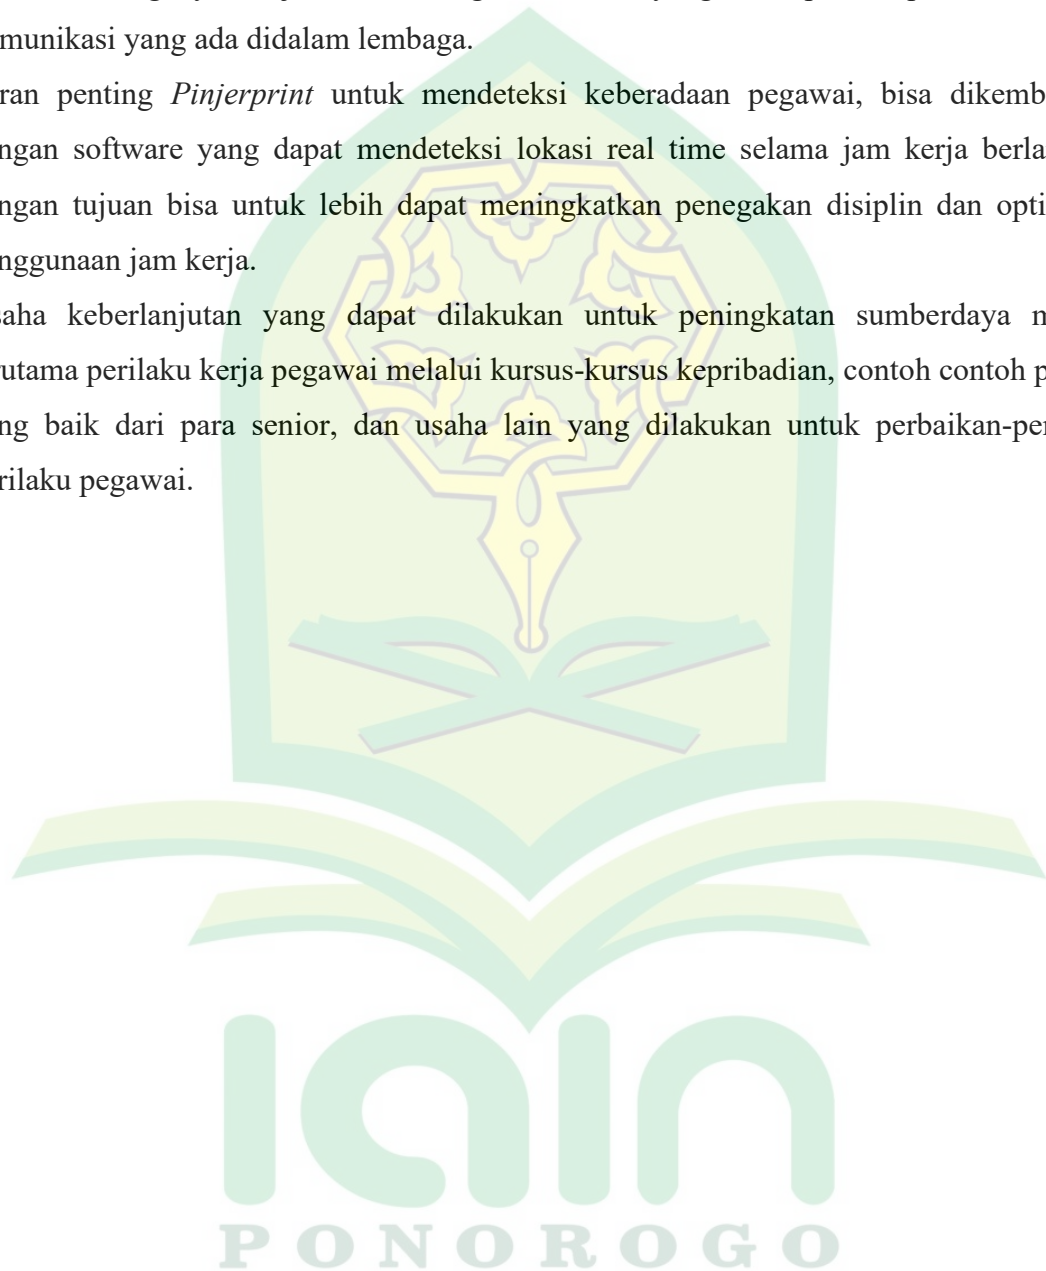 munikasi yang ada didalam lembaga.
ran penting Pinjerprint untuk mendeteksi keberadaan pegawai, bisa dikemb
ngan software yang dapat mendeteksi lokasi real time selama jam kerja berla
ngan tujuan bisa untuk lebih dapat meningkatkan penegakan disiplin dan opti
nggunaan jam kerja.
saha keberlanjutan yang dapat dilakukan untuk peningkatan sumberdaya m
utama perilaku kerja pegawai melalui kursus-kursus kepribadian, contoh contoh p
ng baik dari para senior, dan usaha lain yang dilakukan untuk perbaikan-per
rilaku pegawai.
iain
PONOROGO